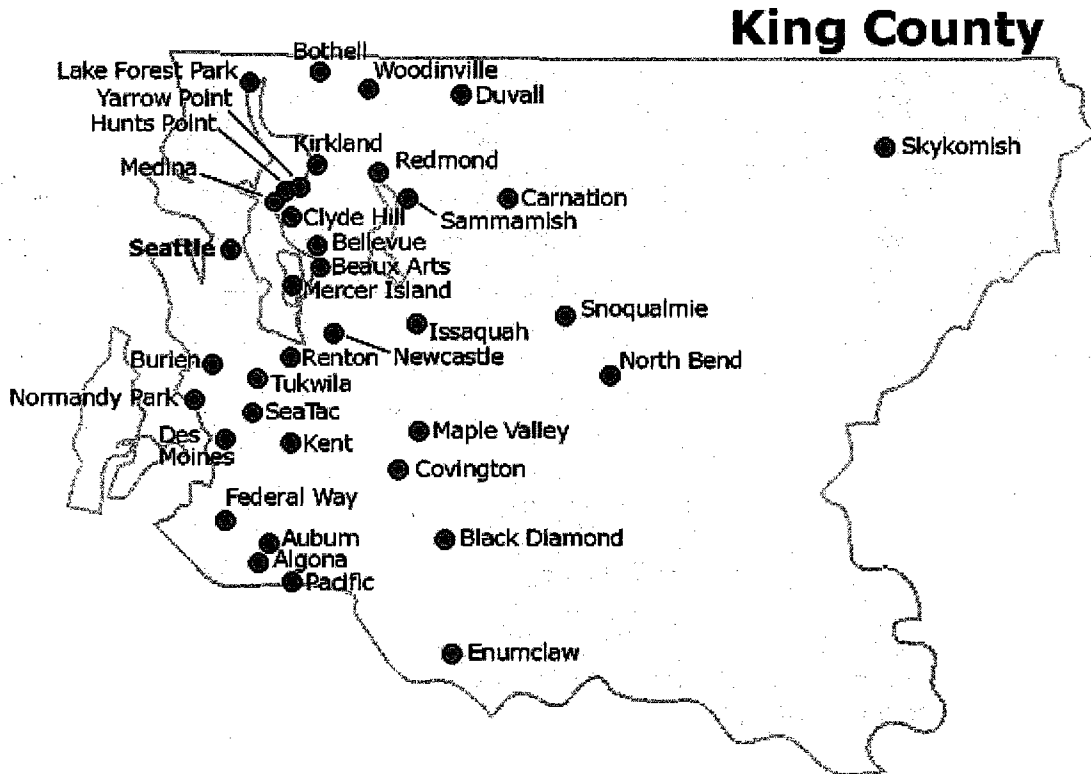 King County
Bothell
Lake Forest Park
Woodinville
Yarrow Point
Duvall
Hunts Point
Kirkland
Skykomish
Redmond
Medina
Carnation
Clyde Hill
Sammamish
Seattle
Bellevue
Beaux Arts
Mercer Island
Snoqualmie
Issaquah
Burien
Renton
Newcastle
North Bend
Tukwila
Normandy Park
SeaTac
Des
Moines
Kent
Maple Valley
Covington
Federal Way
Auburn
Black Diamond
Algona
Pacific
Enumclaw